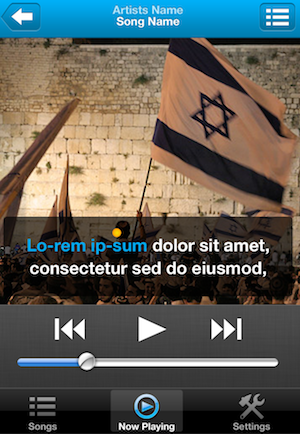 Artists Name
Song Name
Lo-rem ip-sum dolor sit amet,
consectetur sed do eiusmod,
Songs
Now Playing
Settings